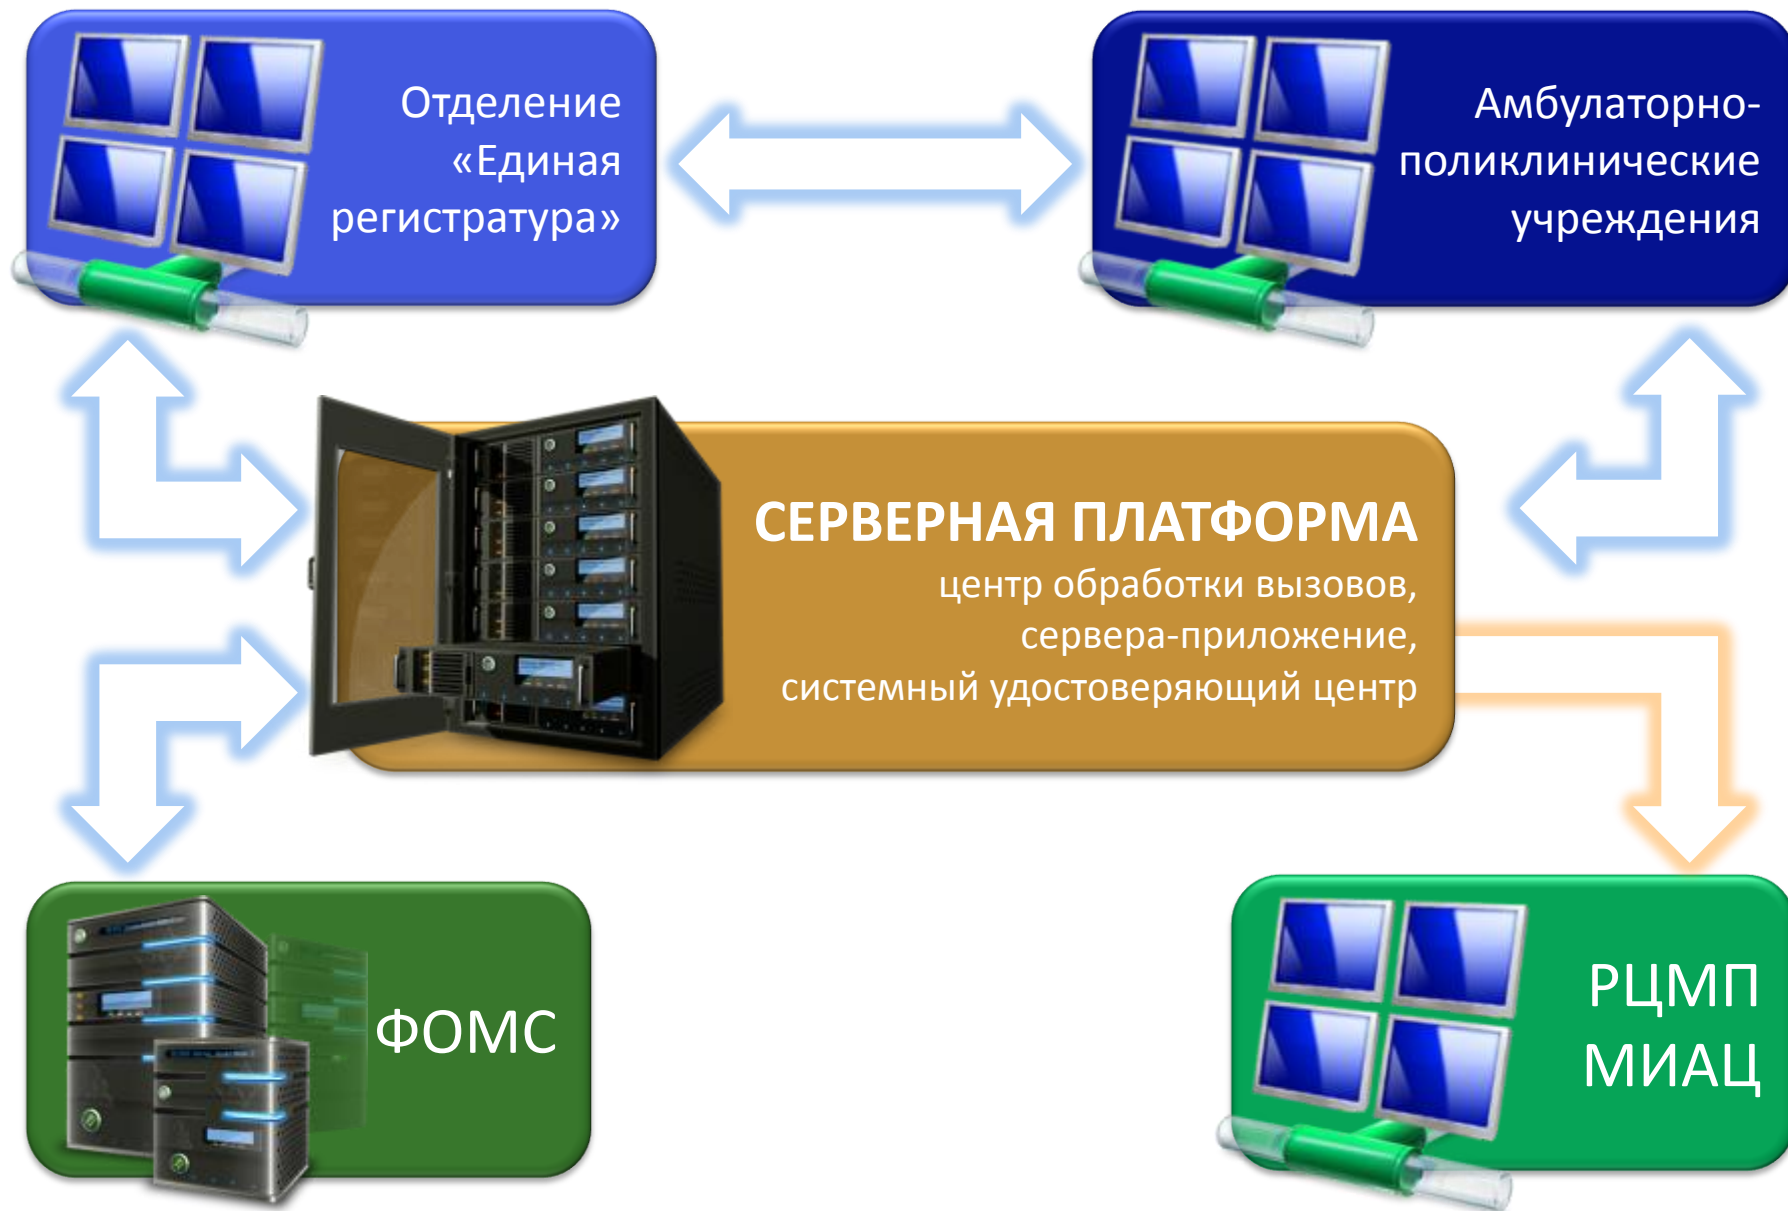 Отделение
«Единая
регистратура»
Амбулаторно-
поликлинические
учреждения
СЕРВЕРНАЯ ПЛАТФОРМА
центр обработки вызовов,
сервера-приложение,
системный удостоверяющий центр
ФОМС
РЦМП
МИАЦ